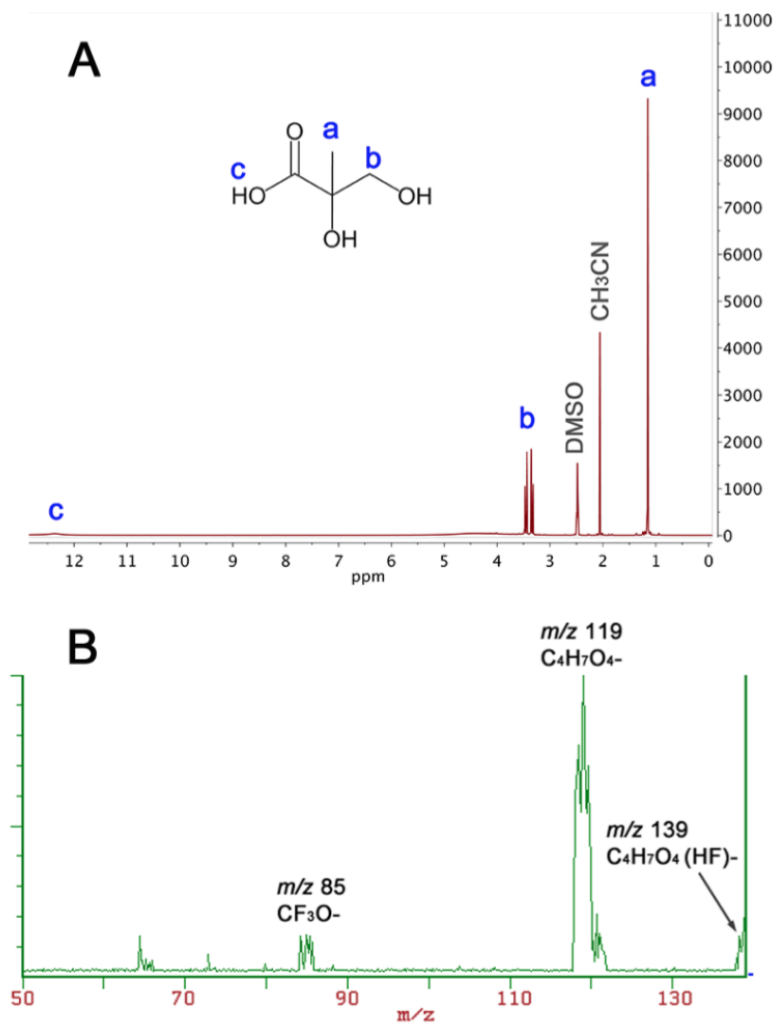 A
11000
10000
9000
8000
7000
6000
5000
4000
3000
2000
1000
0
a
O
a
b
c
HO
OH
OH
CH₃CN
DMSO
b
c
12 11 10 9 8 7 6 5 4 3 2 1 0
ppm
B
m/z 119
C₄H₇O₄-
m/z 139
C₄H₇O₄ (HF)-
m/z 85
CF₃O-
50 70 90 110 130
m/z